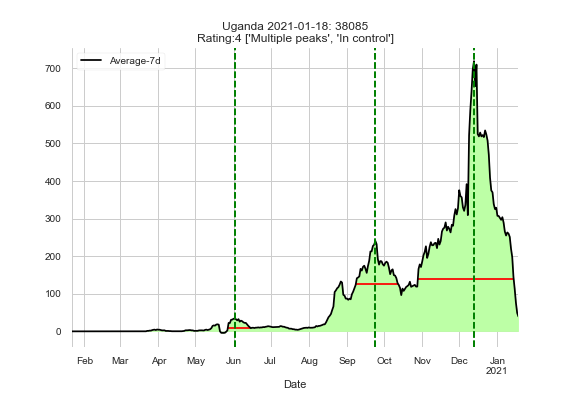 Uganda 2021-01-18: 38085
Rating:4 ['Multiple peaks', 'In control']
Average-7d
700
600
500
400
300
200
100
0
Feb Mar Apr May Jun Jul Aug Sep Oct Nov Dec Jan
2021
Date